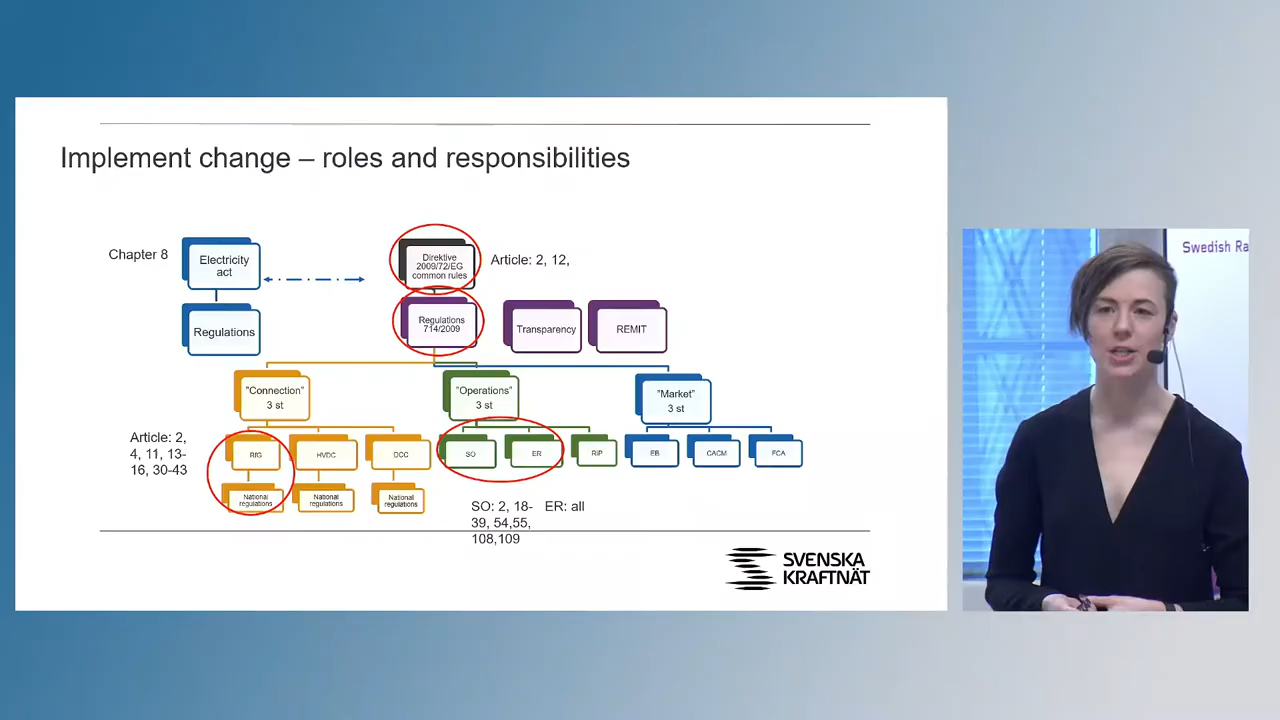 Implement change – roles and responsibilities
Chapter 8
Electricity
act
Direktive
2009/72/EG
common rules
Article: 2, 12,
Regulations
Regulations
714/2009
Transparency
REMIT
"Connection"
3 st
"Operations"
3 st
"Market"
3 st
Article: 2,
4, 11, 13-
16, 30-43
RfG
HVDC
DCC
SO
ER
RIP
EB
CACM
FCA
National
regulations
National
regulations
National
regulations
SO: 2, 18-
39, 54,55,
108,109
ER: all
SVENSKA
KRAFTNÄT
Swedish Ra